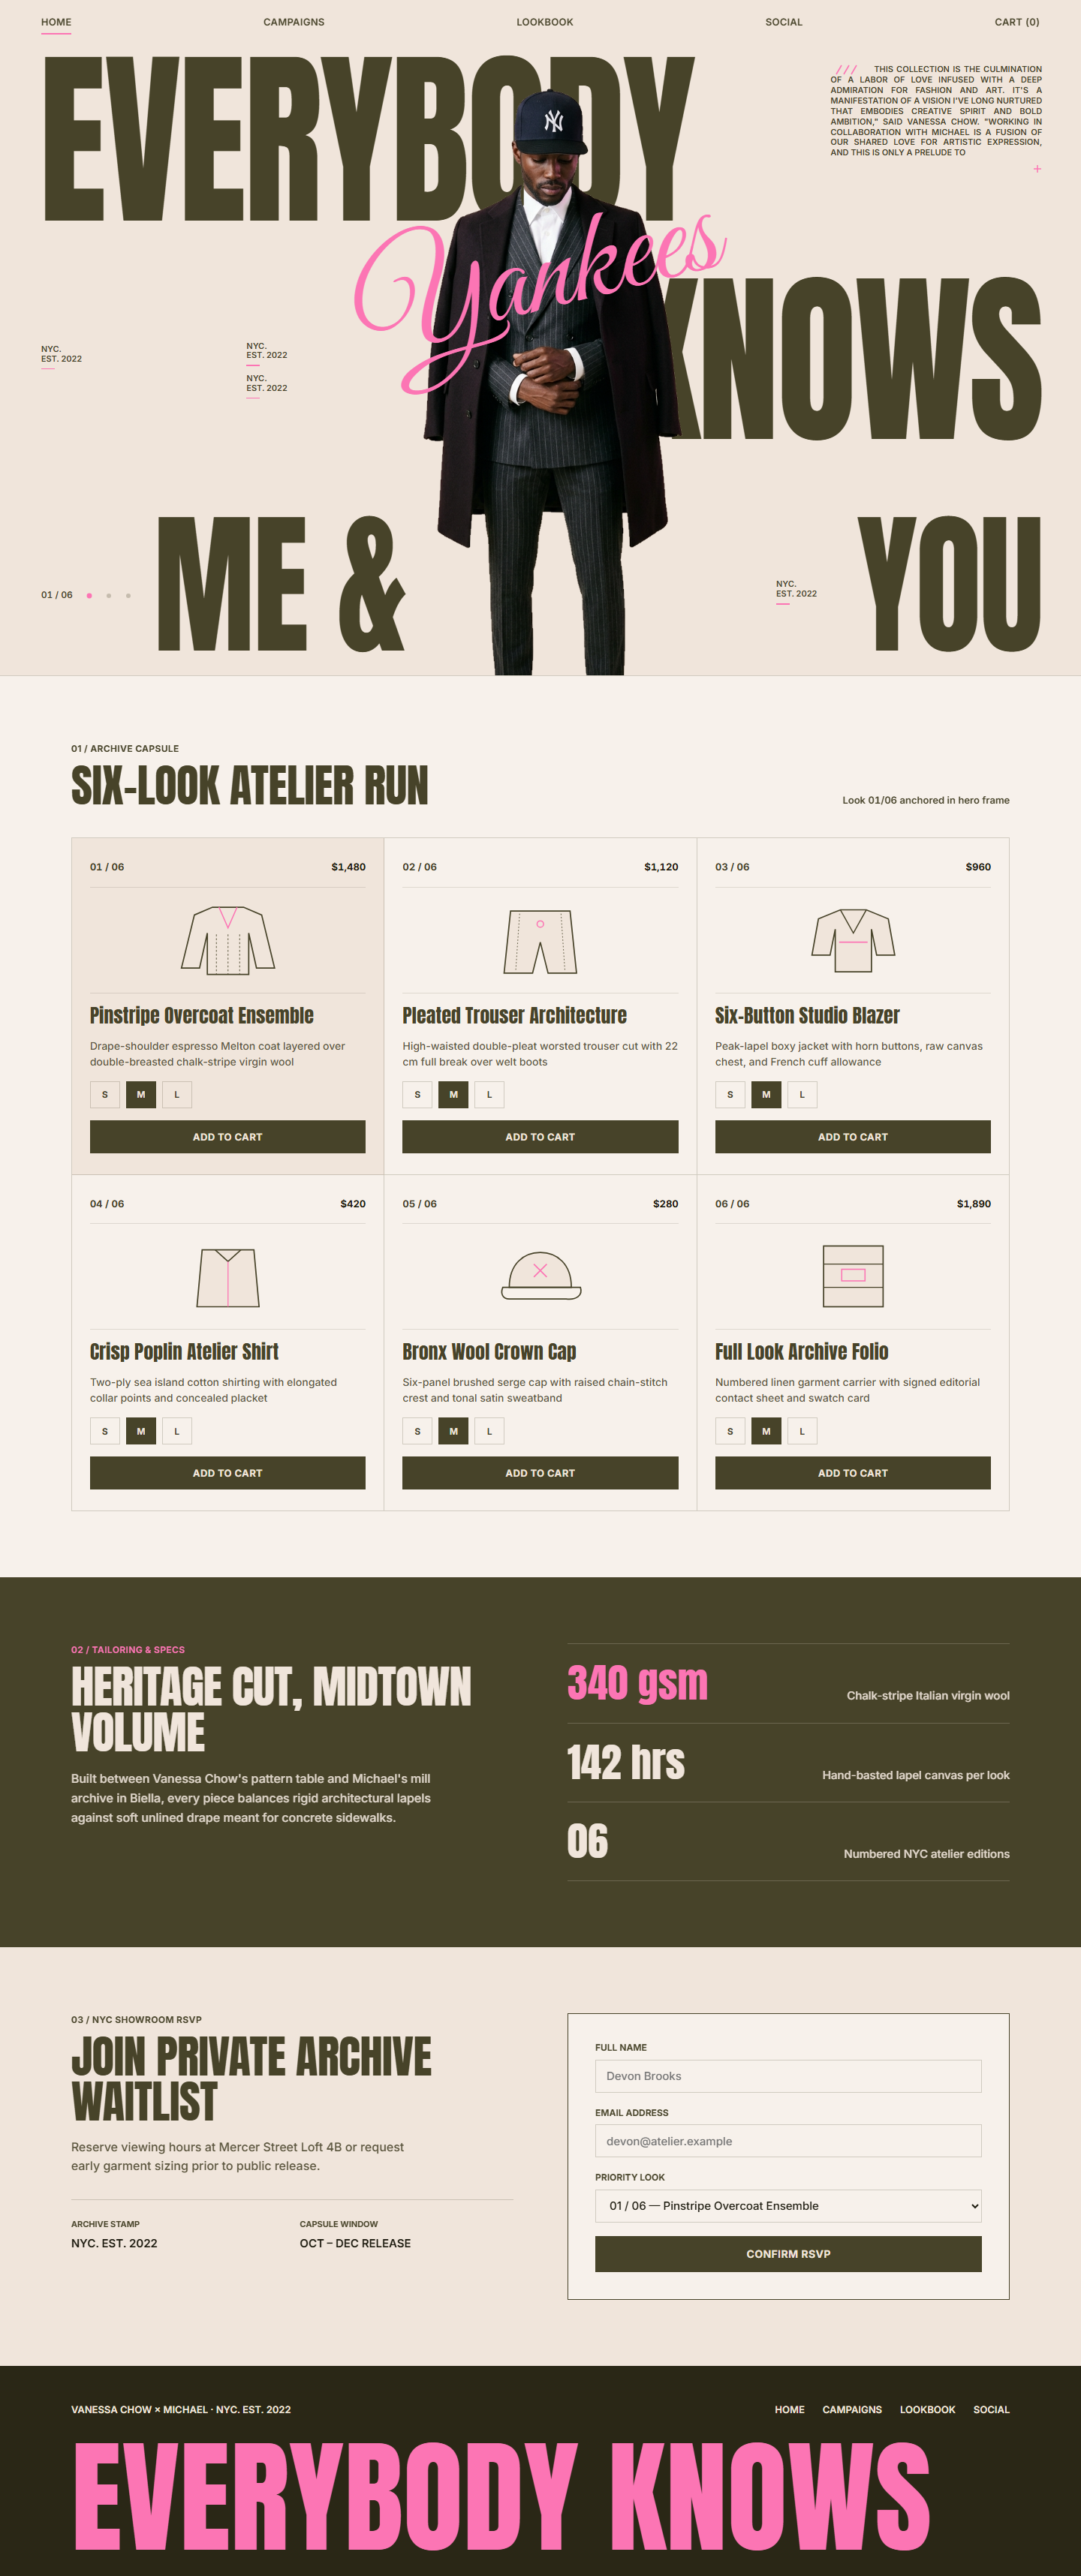 HOME
CAMPAIGNS
LOOKBOOK
SOCIAL
CART (0)
EVERYBODY
/// THIS COLLECTION IS THE CULMINATION
OF A LABOR OF LOVE INFUSED WITH A DEEP
ADMIRATION FOR FASHION AND ART. IT'S A
MANIFESTATION OF A VISION I'VE LONG NURTURED
THAT EMBODIES CREATIVE SPIRIT AND BOLD
AMBITION," SAID VANESSA CHOW. "WORKING IN
COLLABORATION WITH MICHAEL IS A FUSION OF
OUR SHARED LOVE FOR ARTISTIC EXPRESSION,
AND THIS IS ONLY A PRELUDE TO
+
NY
Yankees
KNOWS
NYC.
EST. 2022
NYC.
EST. 2022
NYC.
EST. 2022
ME &
YOU
01 / 06
NYC.
EST. 2022
01 / ARCHIVE CAPSULE
SIX-LOOK ATELIER RUN
Look 01/06 anchored in hero frame
01 / 06
$1,480
Pinstripe Overcoat Ensemble
Drape-shoulder espresso Melton coat layered over
double-breasted chalk-stripe virgin wool
S
M
L
ADD TO CART
02 / 06
$1,120
Pleated Trouser Architecture
High-waisted double-pleat worsted trouser cut with 22
cm full break over welt boots
S
M
L
ADD TO CART
03 / 06
$960
Six-Button Studio Blazer
Peak-lapel boxy jacket with horn buttons, raw canvas
chest, and French cuff allowance
S
M
L
ADD TO CART
04 / 06
$420
Crisp Poplin Atelier Shirt
Two-ply sea island cotton shirting with elongated
collar points and concealed placket
S
M
L
ADD TO CART
05 / 06
$280
Bronx Wool Crown Cap
Six-panel brushed serge cap with raised chain-stitch
crest and tonal satin sweatband
S
M
L
ADD TO CART
06 / 06
$1,890
Full Look Archive Folio
Numbered linen garment carrier with signed editorial
contact sheet and swatch card
S
M
L
ADD TO CART
02 / TAILORING & SPECS
HERITAGE CUT, MIDTOWN
VOLUME
Built between Vanessa Chow's pattern table and Michael's mill
archive in Biella, every piece balances rigid architectural lapels
against soft unlined drape meant for concrete sidewalks.
340 gsm
Chalk-stripe Italian virgin wool
142 hrs
Hand-basted lapel canvas per look
06
Numbered NYC atelier editions
03 / NYC SHOWROOM RSVP
JOIN PRIVATE ARCHIVE
WAITLIST
Reserve viewing hours at Mercer Street Loft 4B or request
early garment sizing prior to public release.
ARCHIVE STAMP
NYC. EST. 2022
CAPSULE WINDOW
OCT – DEC RELEASE
FULL NAME
Devon Brooks
EMAIL ADDRESS
devon@atelier.example
PRIORITY LOOK
01 / 06 — Pinstripe Overcoat Ensemble
CONFIRM RSVP
VANESSA CHOW × MICHAEL · NYC. EST. 2022
HOME
CAMPAIGNS
LOOKBOOK
SOCIAL
EVERYBODY KNOWS